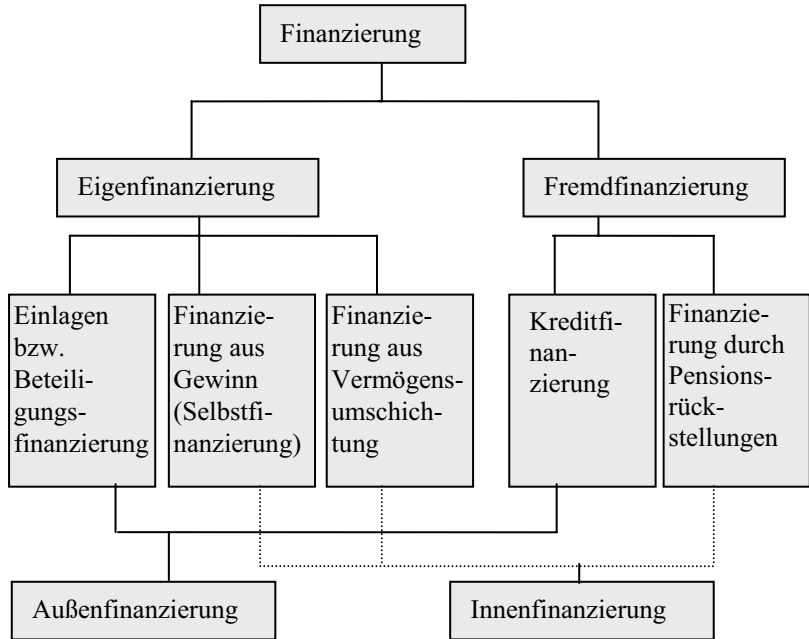 Finanzierung
Eigenfinanzierung
Fremdfinanzierung
Einlagen
bzw.
Beteili-
gungs-
finanzierung
Finanzie-
rung aus
Gewinn
(Selbstfi-
nanzierung)
Finanzie-
rung aus
Vermögens-
umschich-
tung
Kreditfi-
nan-
zierung
Finanzie-
rung durch
Pensions-
rück-
stellungen
Außenfinanzierung
Innenfinanzierung